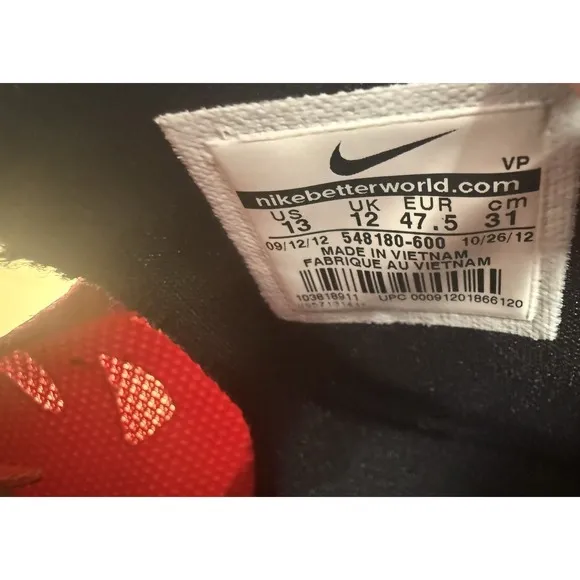 VP
nikebetterworld.com
US UK EUR cm
13 12 47.5 31
09/12/12 548180-600 10/26/12
MADE IN VIETNAM
FABRIQUE AU VIETNAM
103818911 UPC 00091201866120